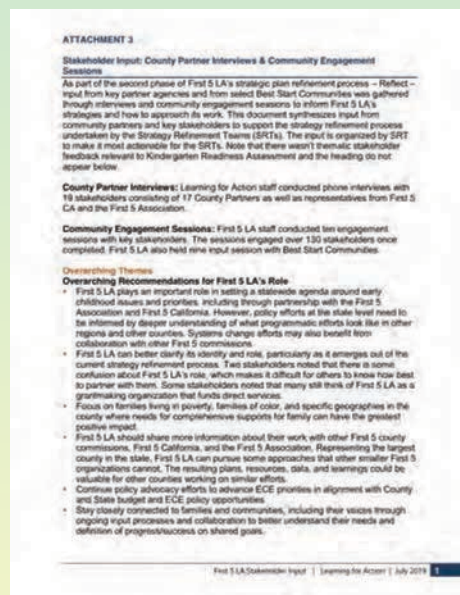 ATTACHMENT 3
Stakeholder Input: County Partner Interviews & Community Engagement
Sessions
As part of the second phase of First 5 LA's strategic plan refinement process – Reflect –
input from key partner agencies and from select Best Start Communities was gathered
through interviews and community engagement sessions to inform First 5 LA's
strategies and how to approach its work. This document synthesizes input from
community partners and key stakeholders to support the strategy refinement process
undertaken by the Strategy Refinement Teams (SRTs). The input is organized by SRT
to make it most actionable for the SRTs. Note that there wasn't thematic stakeholder
feedback relevant to Kindergarten Readiness Assessment and the heading do not
appear below.
County Partner Interviews: Learning for Action staff conducted phone interviews with
19 stakeholders consisting of 17 County Partners as well as representatives from First 5
CA and the First 5 Association.
Community Engagement Sessions: First 5 LA staff conducted ten engagement
sessions with key stakeholders. The sessions engaged over 130 stakeholders once
completed. First 5 LA also held nine input session with Best Start Communities.
Overarching Themes
Overarching Recommendations for First 5 LA's Role
• First 5 LA plays an important role in setting a statewide agenda around early
childhood issues and priorities, including through partnership with the First 5
Association and First 5 California. However, policy efforts at the state level need to
be informed by deeper understanding of what programmatic efforts look like in other
regions and other counties. Systems change efforts may also benefit from
collaboration with other First 5 commissions.
• First 5 LA can better clarify its identity and role, particularly as it emerges out of the
current strategy refinement process. Two stakeholders noted that there is some
confusion about First 5 LA's role, which makes it difficult for others to know how best
to partner with them. Some stakeholders noted that many still think of First 5 LA as a
grantmaking organization that funds direct services.
• Focus on families living in poverty, families of color, and specific geographies in the
county where needs for comprehensive supports for family can have the greatest
positive impact.
• First 5 LA should share more information about their work with other First 5 county
commissions, First 5 California, and the First 5 Association. Representing the largest
county in the state, First 5 LA can pursue some approaches that other smaller First 5
organizations cannot. The resulting plans, resources, data, and learnings could be
valuable for other counties working on similar efforts.
• Continue policy advocacy efforts to advance ECE priorities in alignment with County
and State budget and ECE policy opportunities.
• Stay closely connected to families and communities, including their voices through
ongoing input processes and collaboration to better understand their needs and
definition of progress/success on shared goals.
First 5 LA Stakeholder Input | Learning for Action | July 2019 1